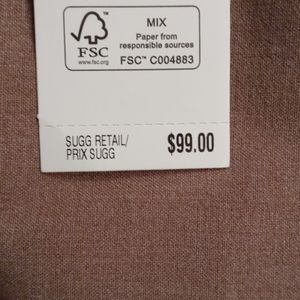 FSC
www.fsc.org
MIX
Paper from
responsible sources
FSC™ C004883
SUGG RETAIL/
PRIX SUGG
$99.00